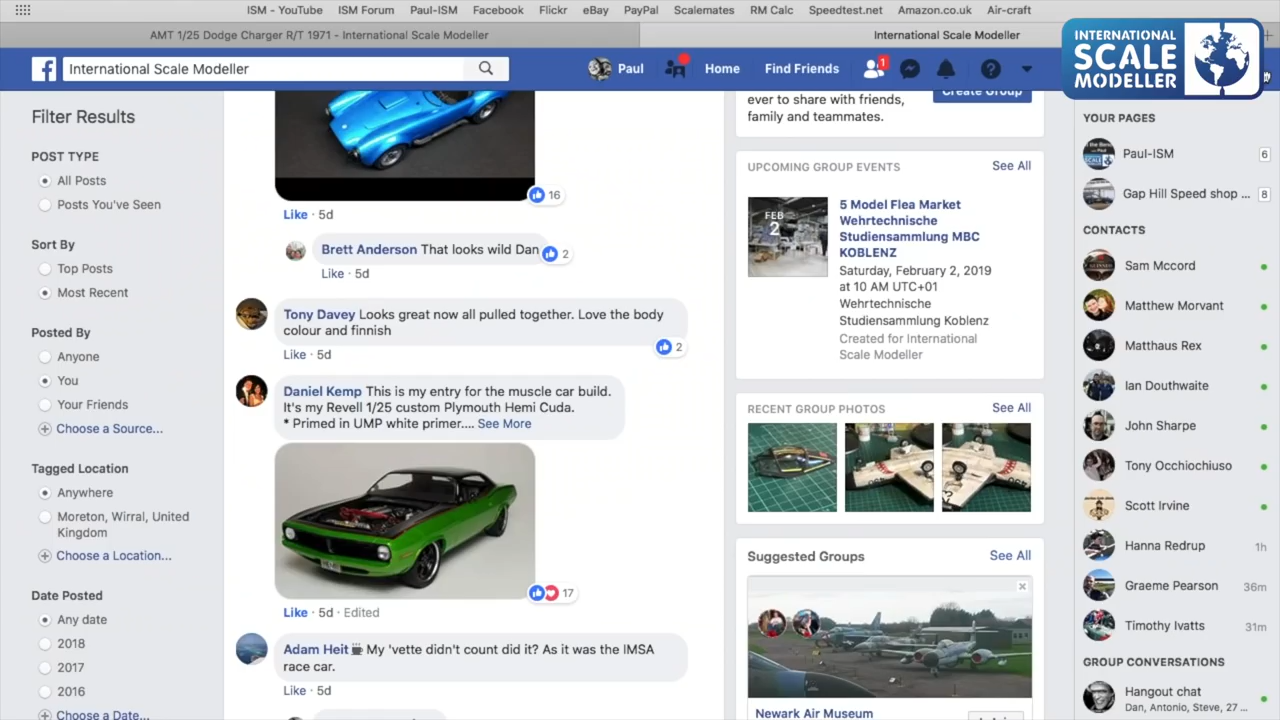 ISM - YouTube ISM Forum Paul-ISM Facebook Flickr eBay PayPal Scalemates RM Calc Speedtest.net Amazon.co.uk Air-craft
AMT 1/25 Dodge Charger R/T 1971 - International Scale Modeller
International Scale Modeller
INTERNATIONAL
SCALE
MODELLER
International Scale Modeller
Paul
Home
Find Friends
1
Filter Results
POST TYPE
All Posts
Posts You've Seen
Sort By
Top Posts
Most Recent
Posted By
Anyone
You
Your Friends
Choose a Source...
Tagged Location
Anywhere
Moreton, Wirral, United
Kingdom
Choose a Location...
Date Posted
Any date
2018
2017
2016
Choose a Date...
16
Like · 5d
Brett Anderson That looks wild Dan
2
Like · 5d
Tony Davey Looks great now all pulled together. Love the body
colour and finnish
2
Like · 5d
Daniel Kemp This is my entry for the muscle car build.
It's my Revell 1/25 custom Plymouth Hemi Cuda.
* Primed in UMP white primer.... See More
17
Like · 5d · Edited
Adam Heit My 'vette didn't count did it? As it was the IMSA
race car.
Like · 5d
ever to share with friends,
family and teammates.
Create Group
UPCOMING GROUP EVENTS
See All
FEB
2
5 Model Flea Market
Wehrtechnische
Studiensammlung MBC
KOBLENZ
Saturday, February 2, 2019
at 10 AM UTC+01
Wehrtechnische
Studiensammlung Koblenz
Created for International
Scale Modeller
RECENT GROUP PHOTOS
See All
Suggested Groups
See All
Newark Air Museum
YOUR PAGES
Paul-ISM
6
Gap Hill Speed shop ...
8
CONTACTS
Sam Mccord
Matthew Morvant
Matthaus Rex
Ian Douthwaite
John Sharpe
Tony Occhiochiuso
Scott Irvine
Hanna Redrup
1h
Graeme Pearson
36m
Timothy Ivatts
31m
GROUP CONVERSATIONS
Hangout chat
Dan, Antonio, Steve, 27 ...